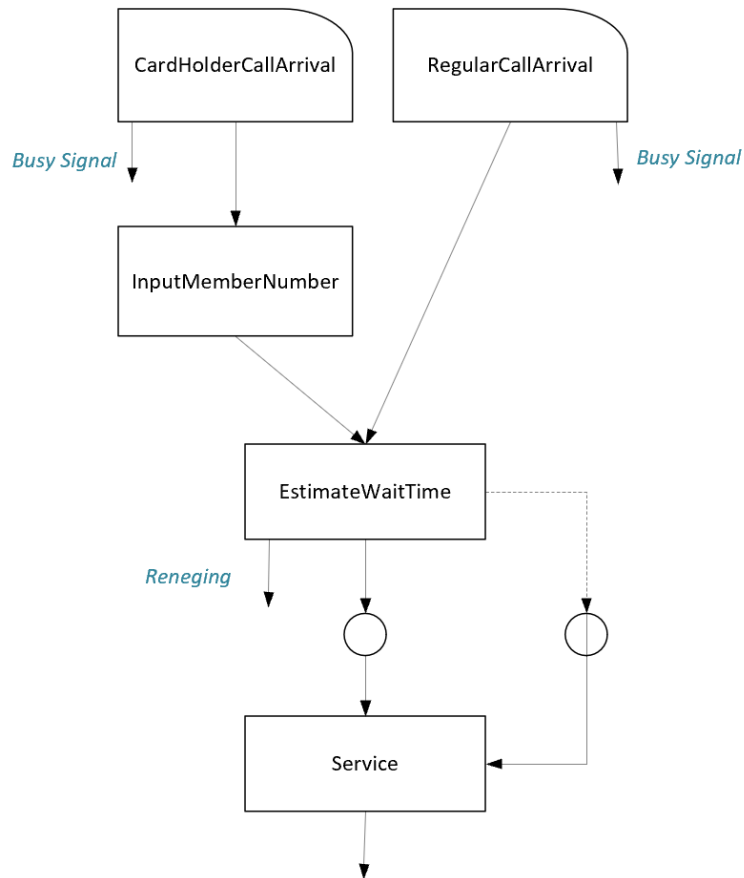 CardHolderCallArrival
RegularCallArrival
Busy Signal
Busy Signal
InputMemberNumber
EstimateWaitTime
Reneging
Service